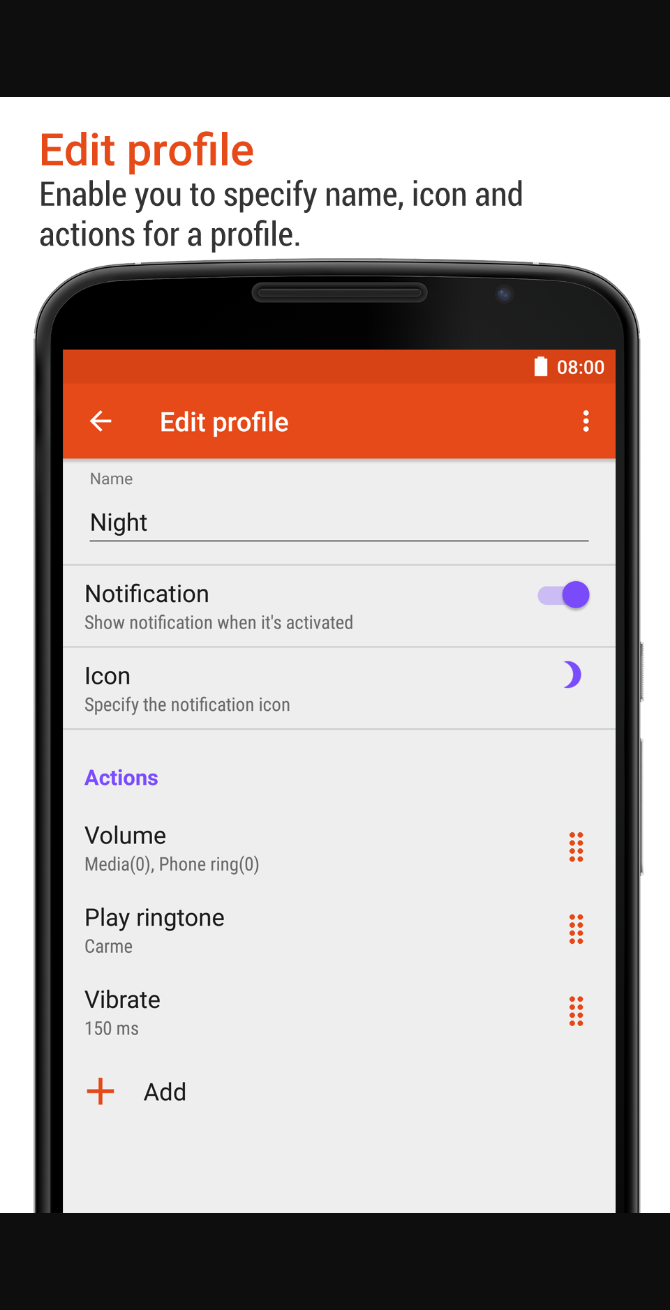 Edit profile
Enable you to specify name, icon and
actions for a profile.
08:00
Edit profile
Name
Night
Notification
Show notification when it's activated
Icon
Specify the notification icon
Actions
Volume
Media(0), Phone ring(0)
Play ringtone
Carme
Vibrate
150 ms
Add